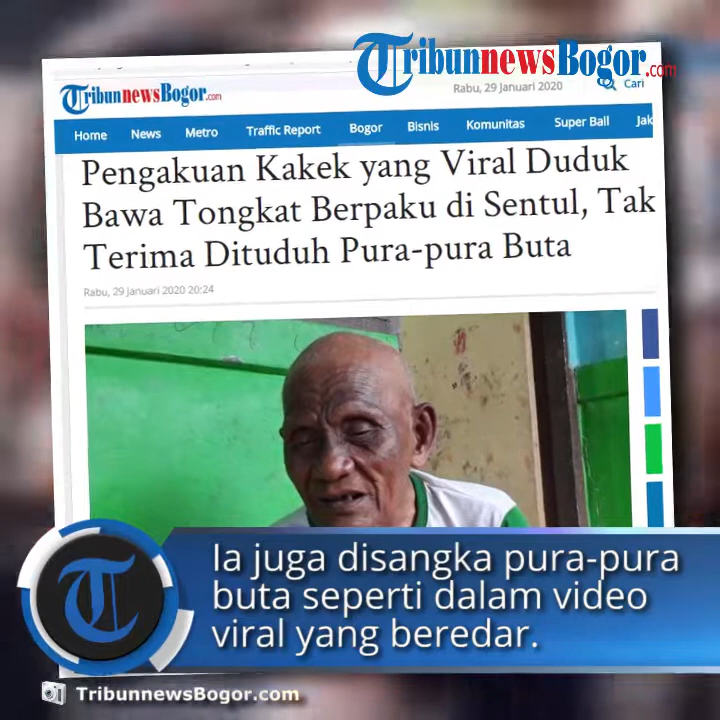 TribunnewsBogor.com
TribunnewsBogor.com
Rabu, 29 Januari 2020
Cari
Home News Metro Traffic Report Bogor Bisnis Komunitas Super Ball Jak
Pengakuan Kakek yang Viral Duduk
Bawa Tongkat Berpaku di Sentul, Tak
Terima Dituduh Pura-pura Buta
Rabu, 29 Januari 2020 20:24
Ia juga disangka pura-pura
buta seperti dalam video
viral yang beredar.
T
TribunnewsBogor.com